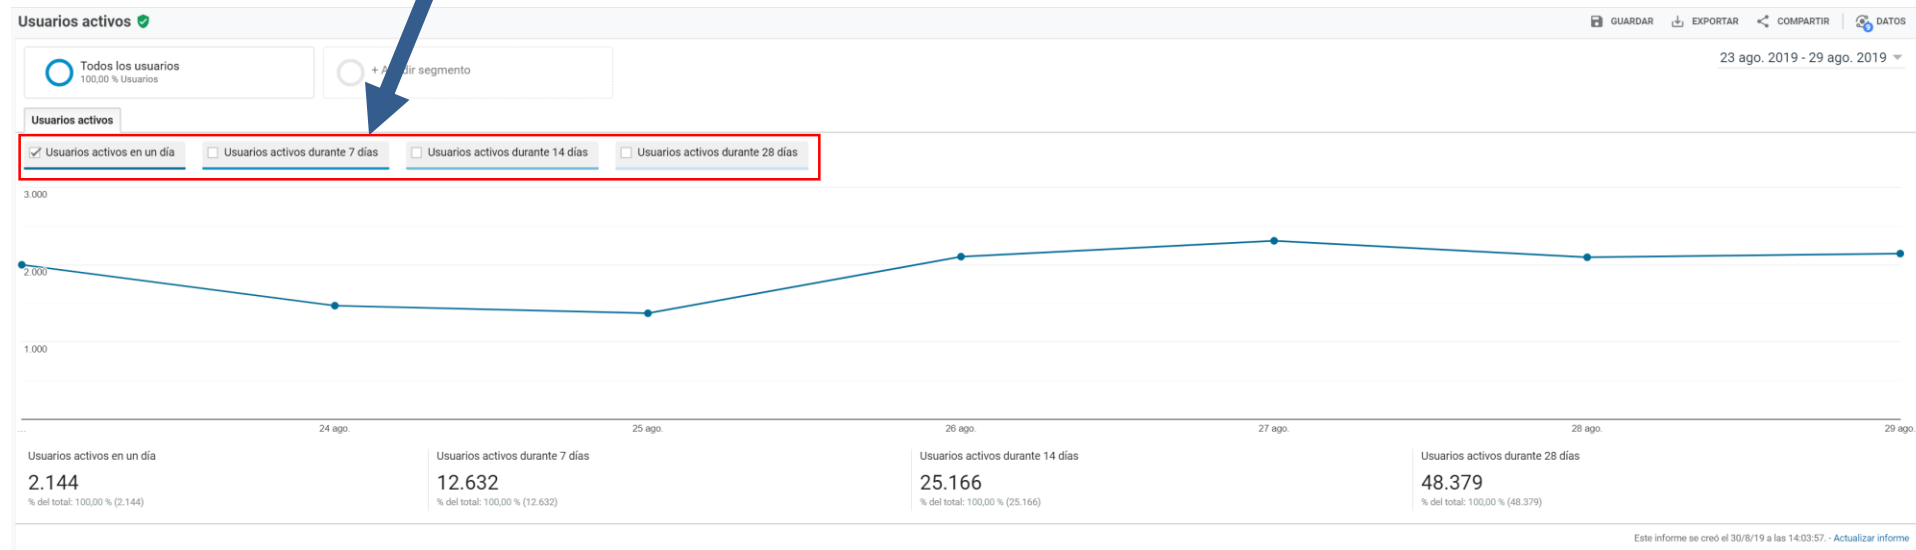 Usuarios activos
GUARDAR EXPORTAR COMPARTIR DATOS
9
Todos los usuarios
100,00 % Usuarios
segmento
23 ago. 2019 - 29 ago. 2019
Usuarios activos
Usuarios activos en un día Usuarios activos durante 7 días Usuarios activos durante 14 días Usuarios activos durante 28 días
3.000
2.000
1.000
... 24 ago. 25 ago. 26 ago. 27 ago. 28 ago. 29 ago.
Usuarios activos en un día
2.144
% del total: 100,00 % (2.144)
Usuarios activos durante 7 días
12.632
% del total: 100,00 % (12.632)
Usuarios activos durante 14 días
25.166
% del total: 100,00 % (25.166)
Usuarios activos durante 28 días
48.379
% del total: 100,00 % (48.379)
Este informe se creó el 30/8/19 a las 14:03:57. - Actualizar informe